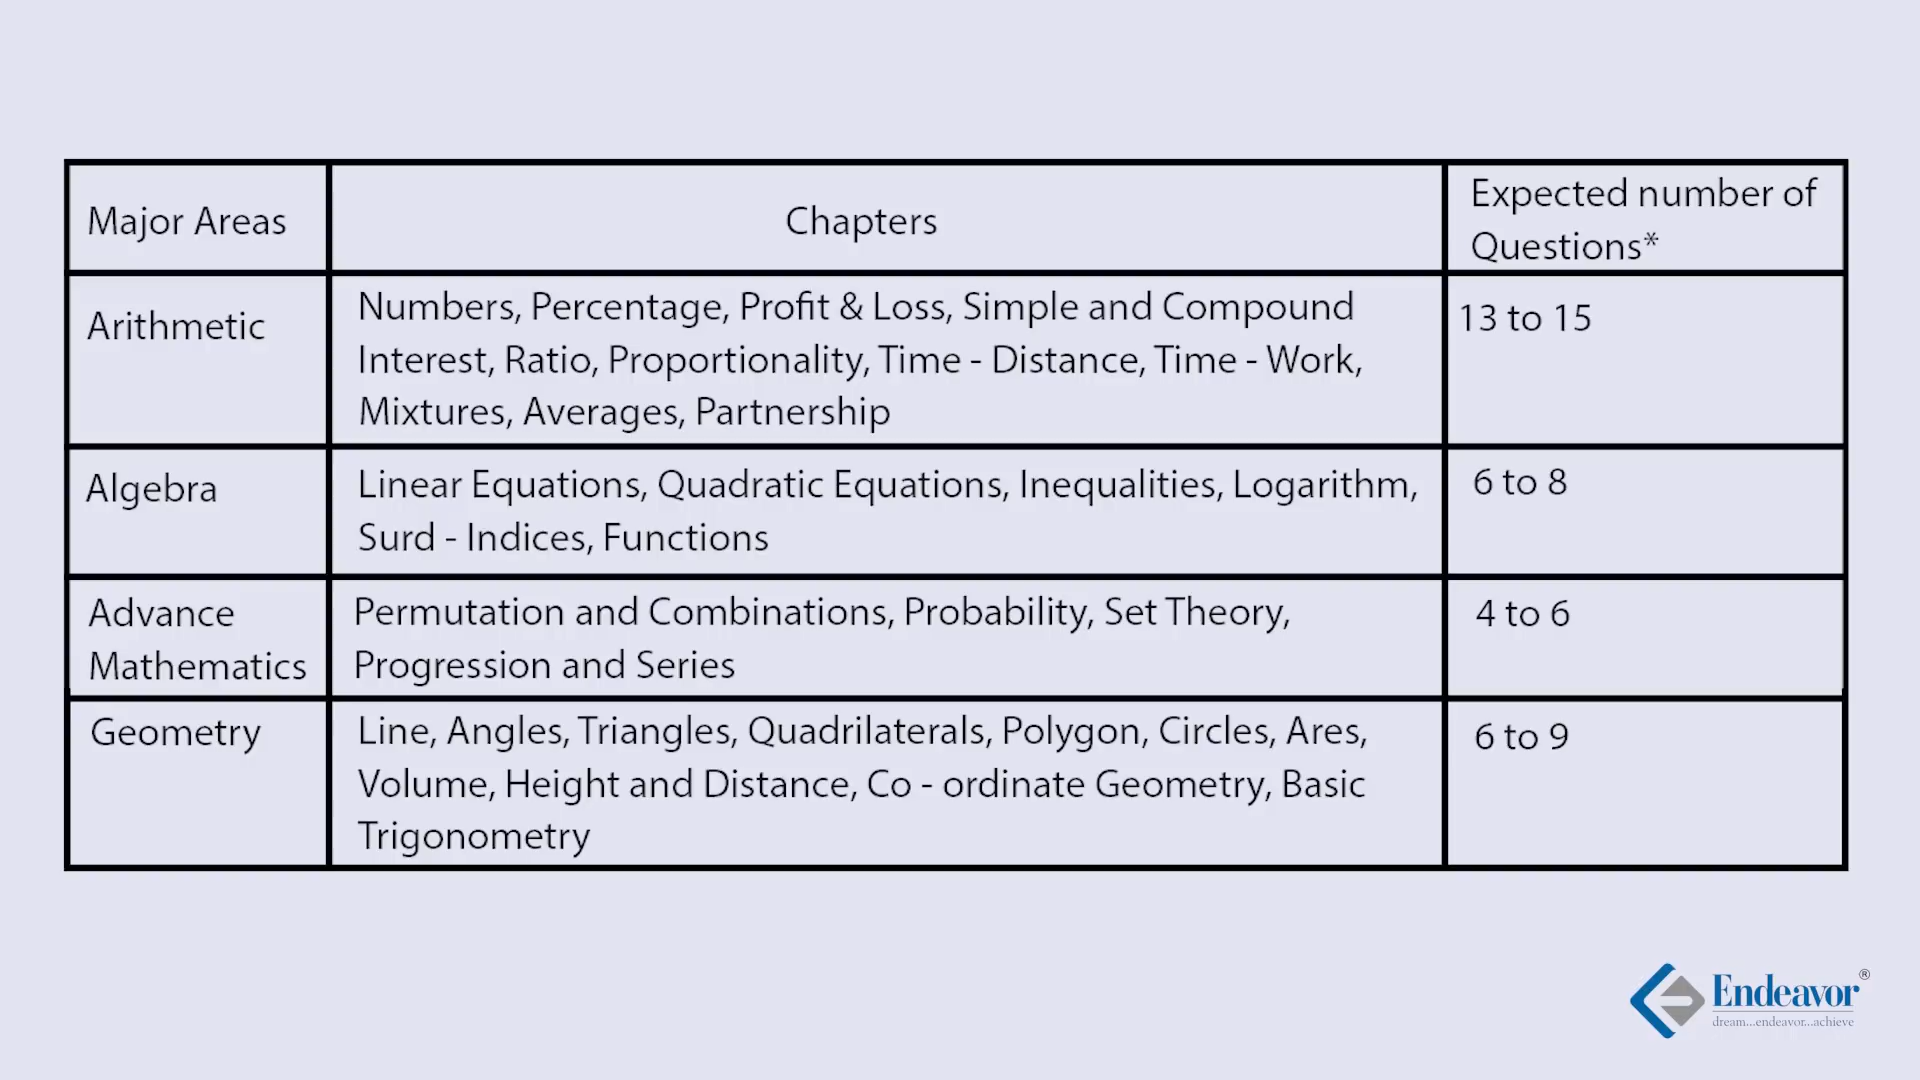 Major Areas
Chapters
Expected number of
Questions*
Arithmetic
Numbers, Percentage, Profit & Loss, Simple and Compound
Interest, Ratio, Proportionality, Time - Distance, Time - Work,
Mixtures, Averages, Partnership
13 to 15
Algebra
Linear Equations, Quadratic Equations, Inequalities, Logarithm,
Surd - Indices, Functions
6 to 8
Advance
Mathematics
Permutation and Combinations, Probability, Set Theory,
Progression and Series
4 to 6
Geometry
Line, Angles, Triangles, Quadrilaterals, Polygon, Circles, Ares,
Volume, Height and Distance, Co - ordinate Geometry, Basic
Trigonometry
6 to 9
Endeavor®
dream...endeavor...achieve